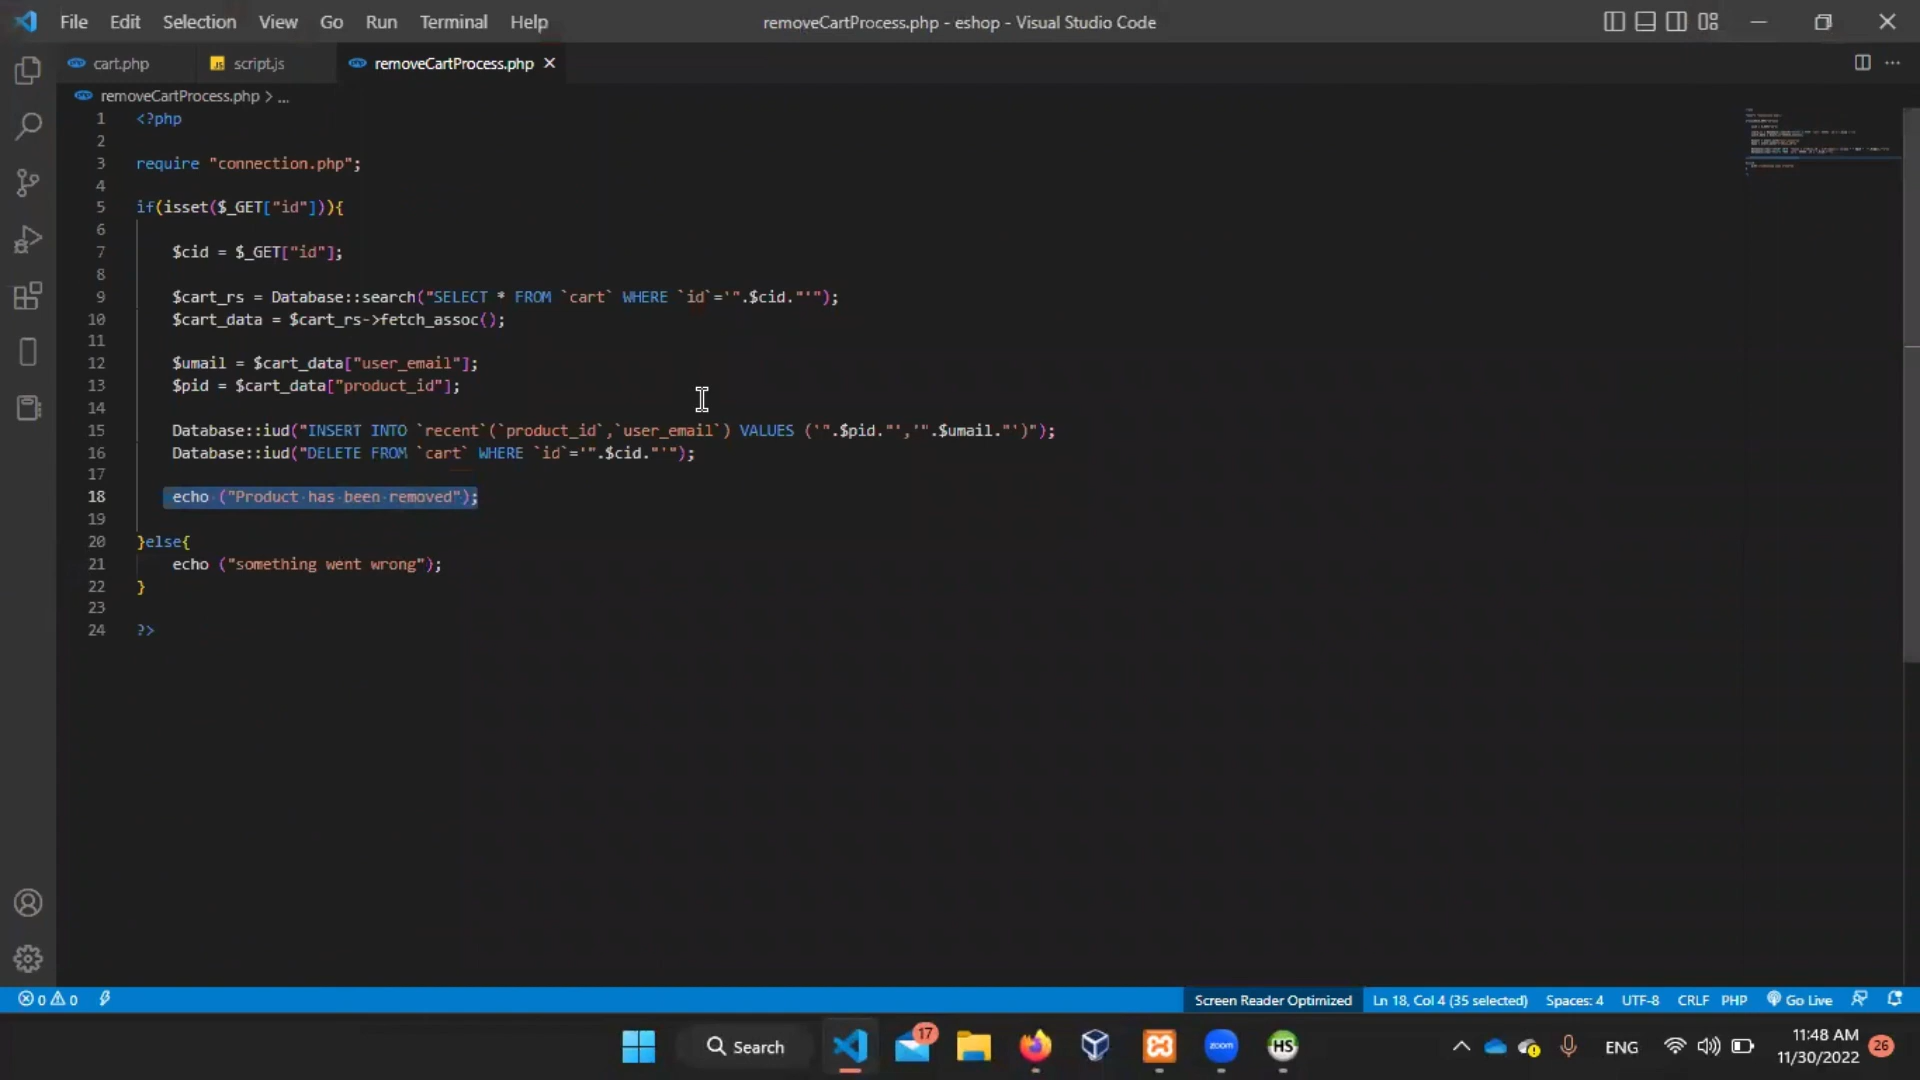 File Edit Selection View Go Run Terminal Help removeCartProcess.php - eshop - Visual Studio Code
cart.php script.js removeCartProcess.php
removeCartProcess.php > ...
1 <?php
2
3 require "connection.php";
4
5 if(isset($_GET["id"])){
6
7 $cid = $_GET["id"];
8
9 $cart_rs = Database::search("SELECT * FROM `cart` WHERE `id`='".$cid."'");
10 $cart_data = $cart_rs->fetch_assoc();
11
12 $umail = $cart_data["user_email"];
13 $pid = $cart_data["product_id"];
14
15 Database::iud("INSERT INTO `recent`(`product_id`,`user_email`) VALUES ('".$pid."','".$umail."')");
16 Database::iud("DELETE FROM `cart` WHERE `id`='".$cid."'");
17
18 echo ("Product has been removed");
19
20 }else{
21 echo ("something went wrong");
22 }
23
24 ?>
0 0 Screen Reader Optimized Ln 18, Col 4 (35 selected) Spaces: 4 UTF-8 CRLF PHP Go Live
Search 17 zoom HS ENG 11:48 AM 26
11/30/2022